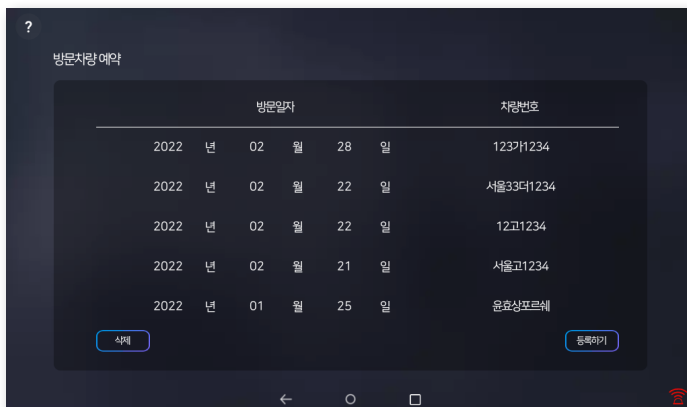 ?
방문차량 예약
방문일자 차량번호
2022 년 02 월 28 일 123가1234
2022 년 02 월 22 일 서울33더1234
2022 년 02 월 22 일 12고1234
2022 년 02 월 21 일 서울고1234
2022 년 01 월 25 일 윤효상포르쉐
삭제 등록하기